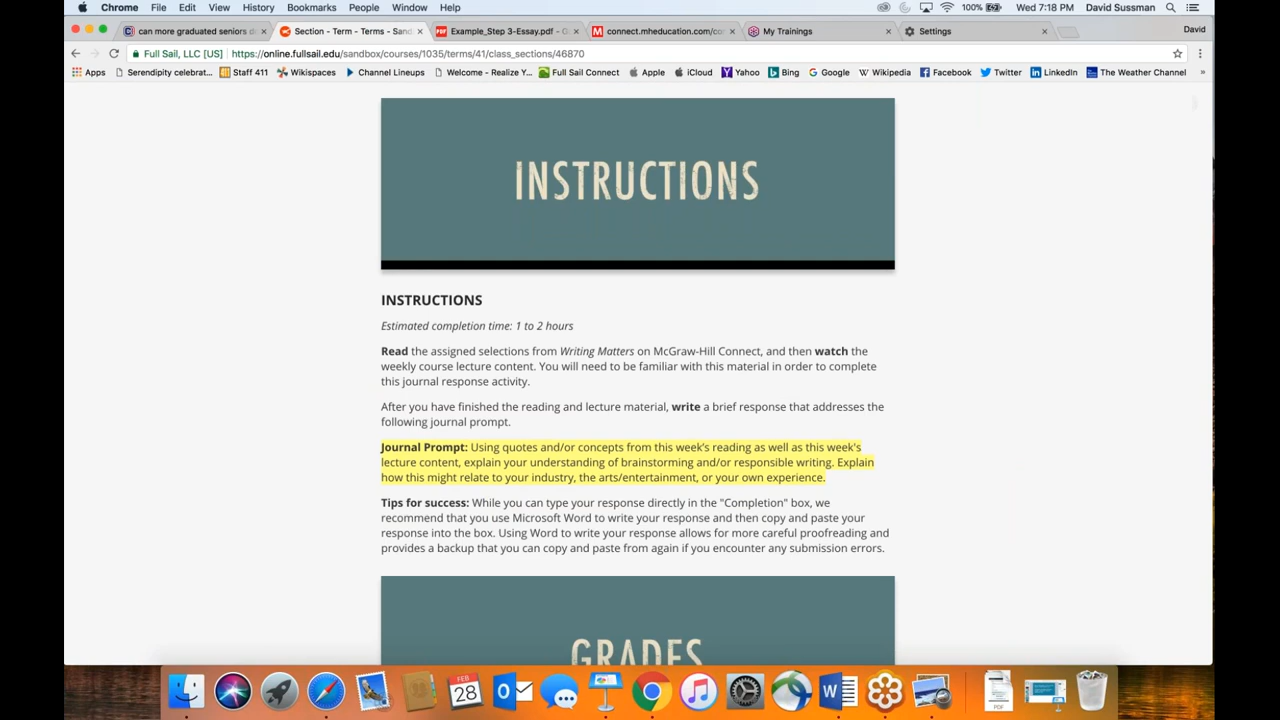 Chrome File Edit View History Bookmarks People Window Help 100% Wed 7:18 PM David Sussman
can more graduated seniors d Section - Term - Terms - Sand Example_Step 3-Essay.pdf - G connect.mheducation.com/co My Trainings Settings David
Full Sail, LLC [US] https://online.fullsail.edu/sandbox/courses/1035/terms/41/class_sections/46870
Apps Serendipity celebrat... Staff 411 Wikispaces Channel Lineups Welcome - Realize Y... Full Sail Connect Apple iCloud Yahoo Bing Google Wikipedia Facebook Twitter LinkedIn The Weather Channel »
INSTRUCTIONS
INSTRUCTIONS
Estimated completion time: 1 to 2 hours
Read the assigned selections from Writing Matters on McGraw-Hill Connect, and then watch the
weekly course lecture content. You will need to be familiar with this material in order to complete
this journal response activity.
After you have finished the reading and lecture material, write a brief response that addresses the
following journal prompt.
Journal Prompt: Using quotes and/or concepts from this week's reading as well as this week's
lecture content, explain your understanding of brainstorming and/or responsible writing. Explain
how this might relate to your industry, the arts/entertainment, or your own experience.
Tips for success: While you can type your response directly in the "Completion" box, we
recommend that you use Microsoft Word to write your response and then copy and paste your
response into the box. Using Word to write your response allows for more careful proofreading and
provides a backup that you can copy and paste from again if you encounter any submission errors.
GRADES
FEB
28
PDF